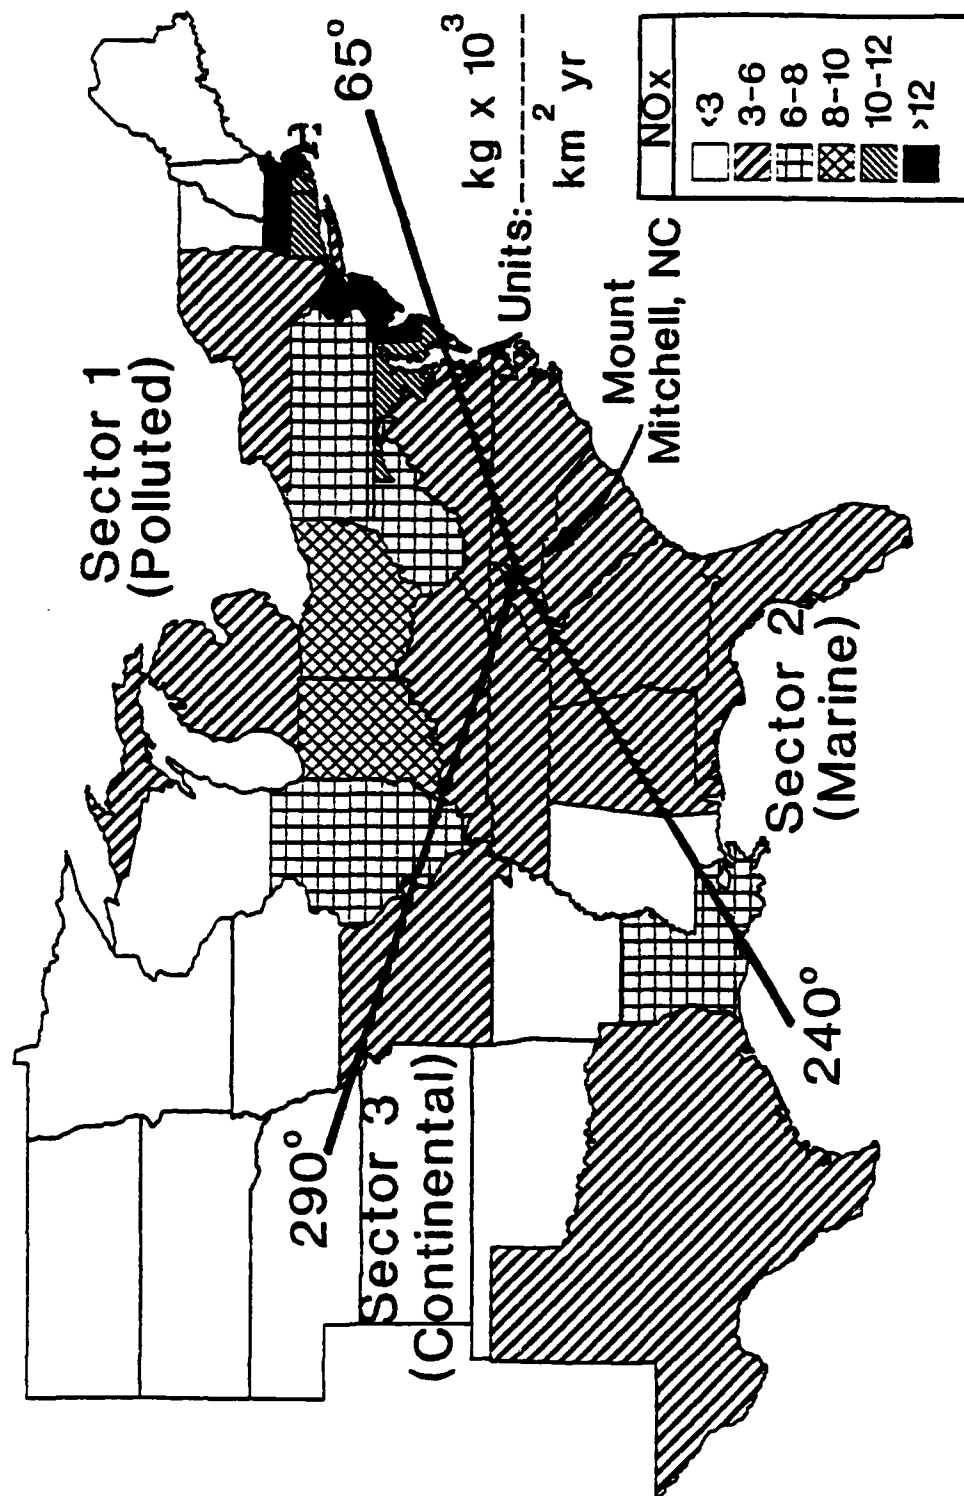 Sector 1
(Polluted)
65°
290°
Sector 3
(Continental)
240°
Sector 2
(Marine)
Mount
Mitchell, NC
kg x 10³
Units:----------
km² yr
NOx
<3
3-6
6-8
8-10
10-12
>12